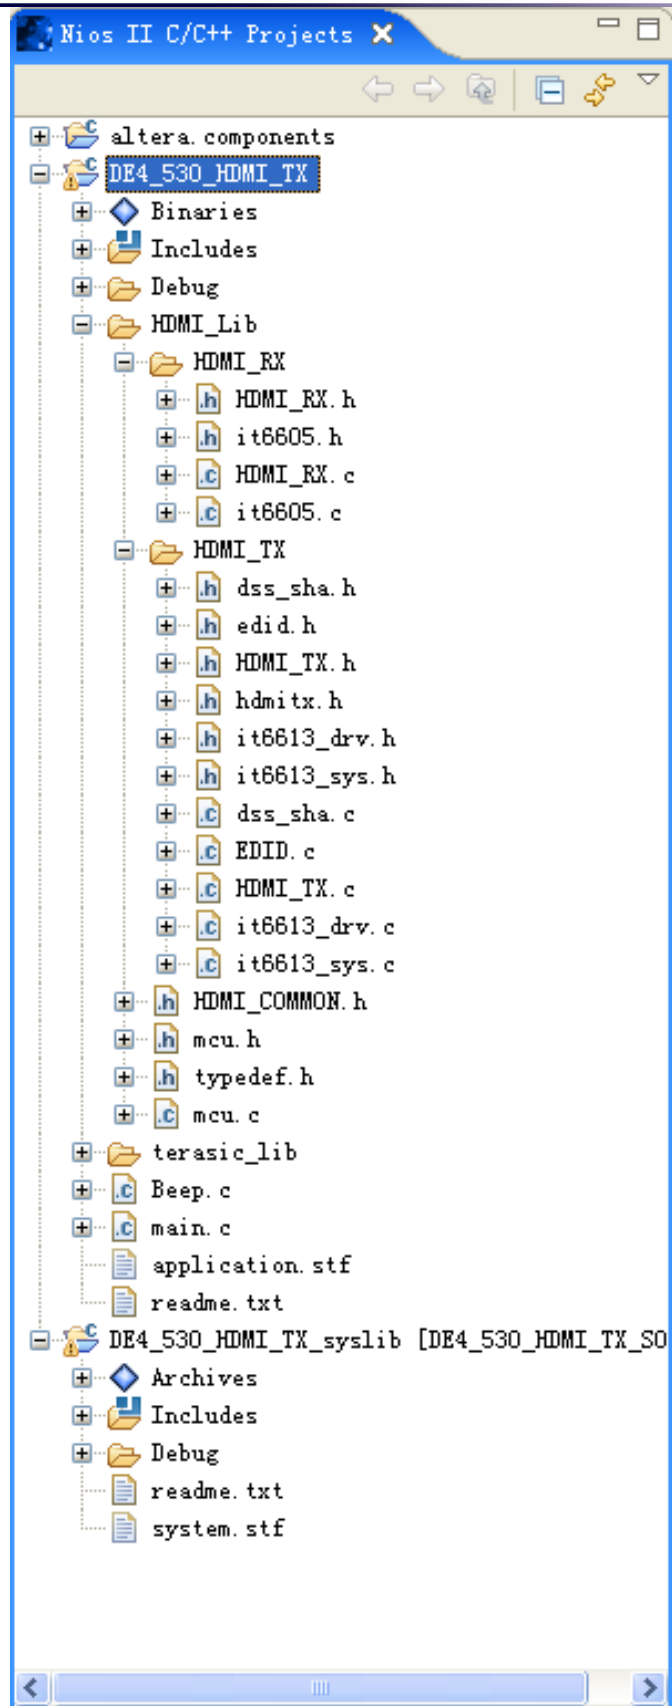 Nios II C/C++ Projects
altera.components
DE4_530_HDMI_TX
Binaries
Includes
Debug
HDMI_Lib
HDMI_RX
.h HDMI_RX.h
.h it6605.h
.c HDMI_RX.c
.c it6605.c
HDMI_TX
.h dss_sha.h
.h edid.h
.h HDMI_TX.h
.h hdmitx.h
.h it6613_drv.h
.h it6613_sys.h
.c dss_sha.c
.c EDID.c
.c HDMI_TX.c
.c it6613_drv.c
.c it6613_sys.c
.h HDMI_COMMON.h
.h mcu.h
.h typedef.h
.c mcu.c
terasic_lib
.c Beep.c
.c main.c
application.stf
readme.txt
DE4_530_HDMI_TX_syslib [DE4_530_HDMI_TX_SO
Archives
Includes
Debug
readme.txt
system.stf